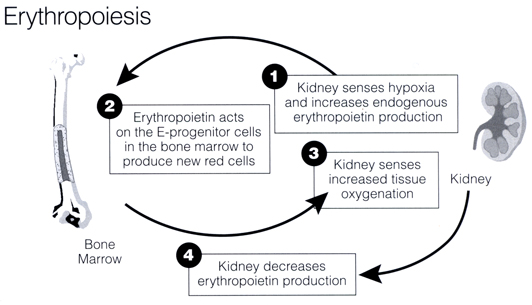 Erythropoiesis
1
Kidney senses hypoxia
and increases endogenous
erythropoietin production
2
Erythropoietin acts
on the E-progenitor cells
in the bone marrow to
produce new red cells
3
Kidney senses
increased tissue
oxygenation
Kidney
Bone
Marrow
4
Kidney decreases
erythropoietin production